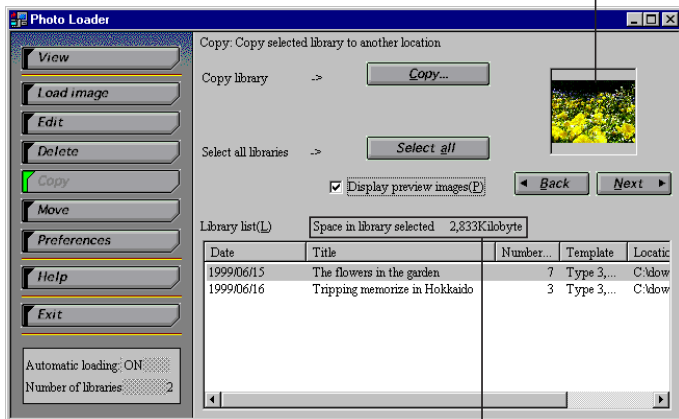 Photo Loader
View
Load image
Edit
Delete
Copy
Move
Preferences
Help
Exit
Automatic loading: ON
Number of libraries 2
Copy: Copy selected library to another location
Copy library -> Copy...
Select all libraries -> Select all
Display preview images(P)
Back Next
Library list(L) Space in library selected 2,833Kilobyte
Date Title Number... Template Locatic
1999/06/15 The flowers in the garden 7 Type 3,... C:\dow
1999/06/16 Tripping memorize in Hokkaido 3 Type 3,... C:\dow